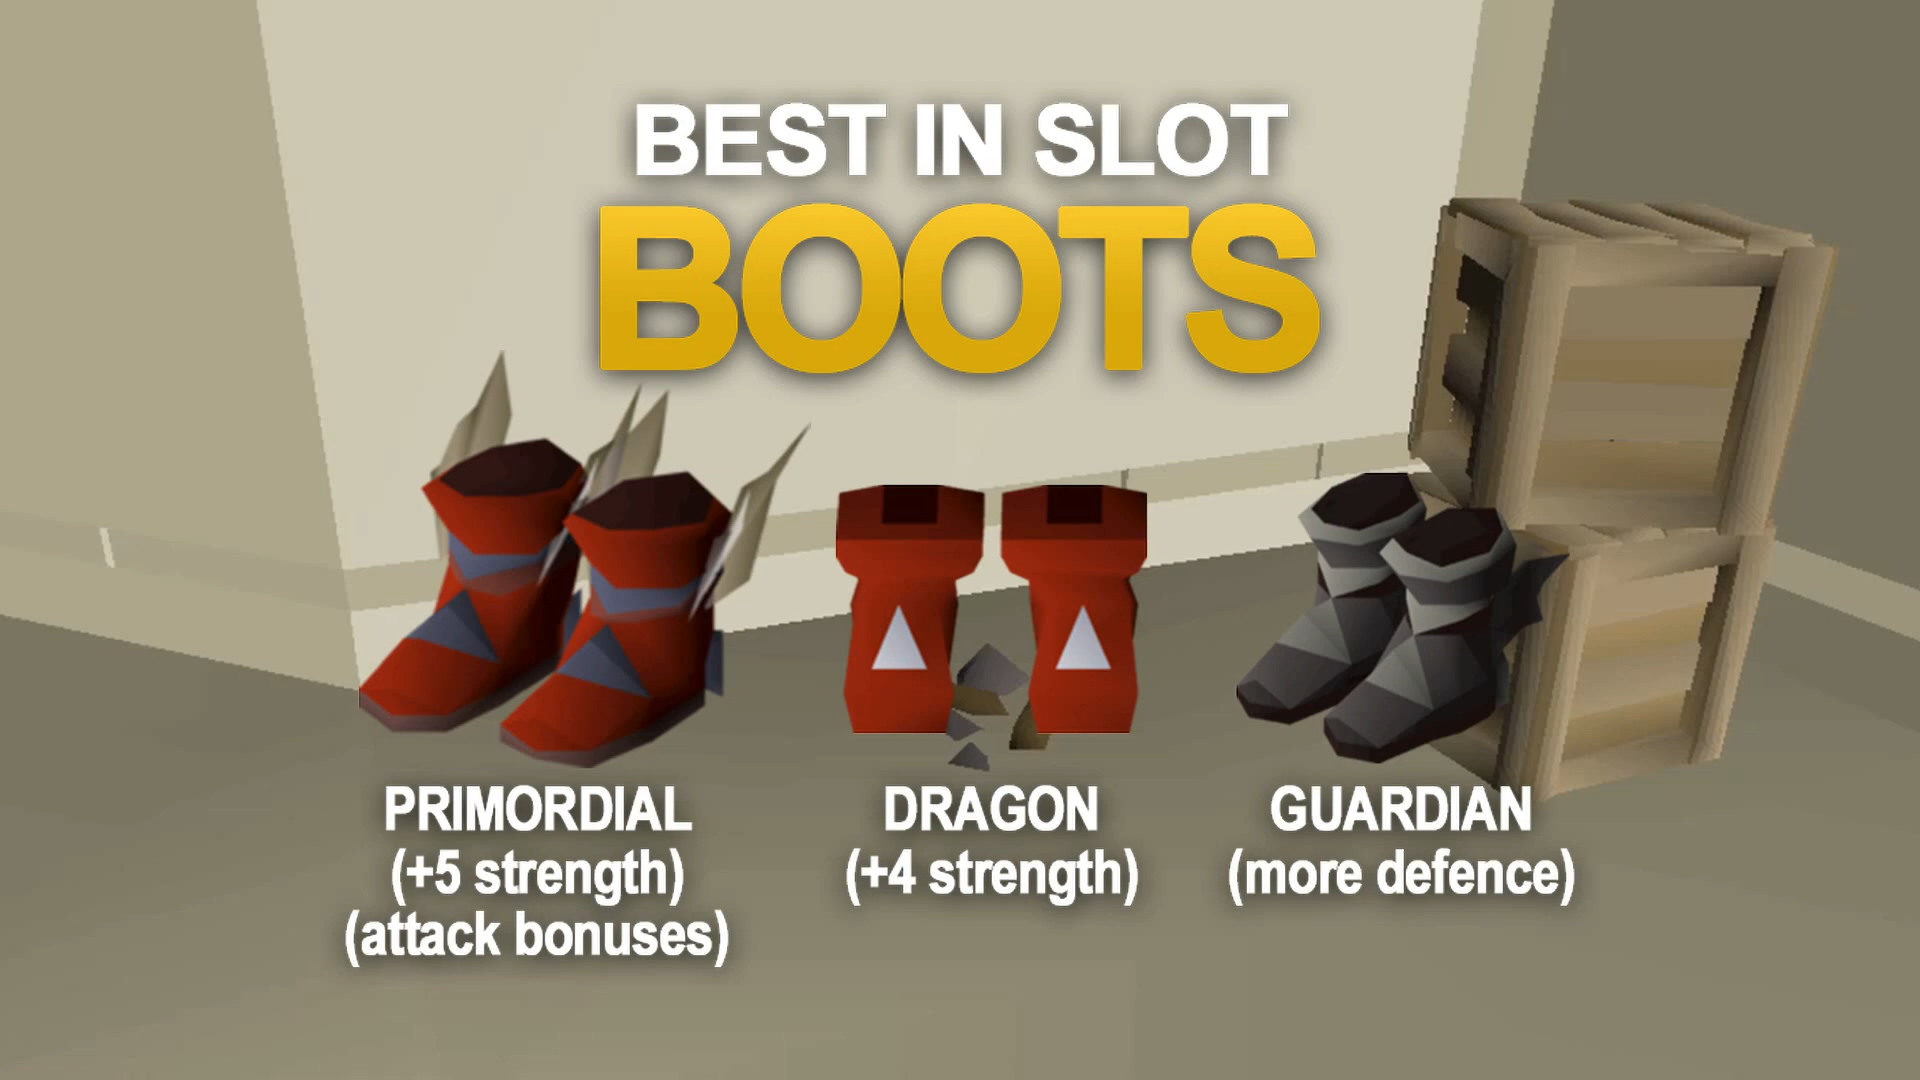 BEST IN SLOT
BOOTS
PRIMORDIAL
(+5 strength)
(attack bonuses)
DRAGON
(+4 strength)
GUARDIAN
(more defence)